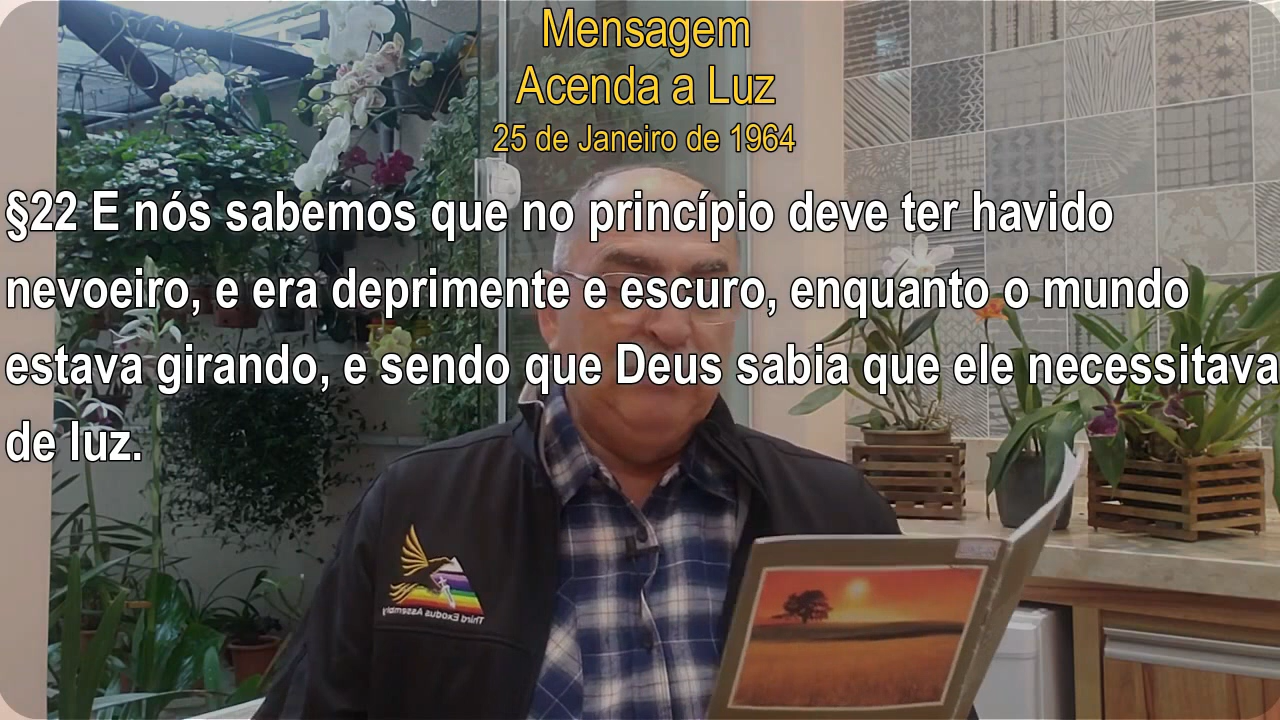 Mensagem
Acenda a Luz
25 de Janeiro de 1964
§22 E nós sabemos que no princípio deve ter havido
nevoeiro, e era deprimente e escuro, enquanto o mundo
estava girando, e sendo que Deus sabia que ele necessitava
de luz.
Third Exodus Assembly